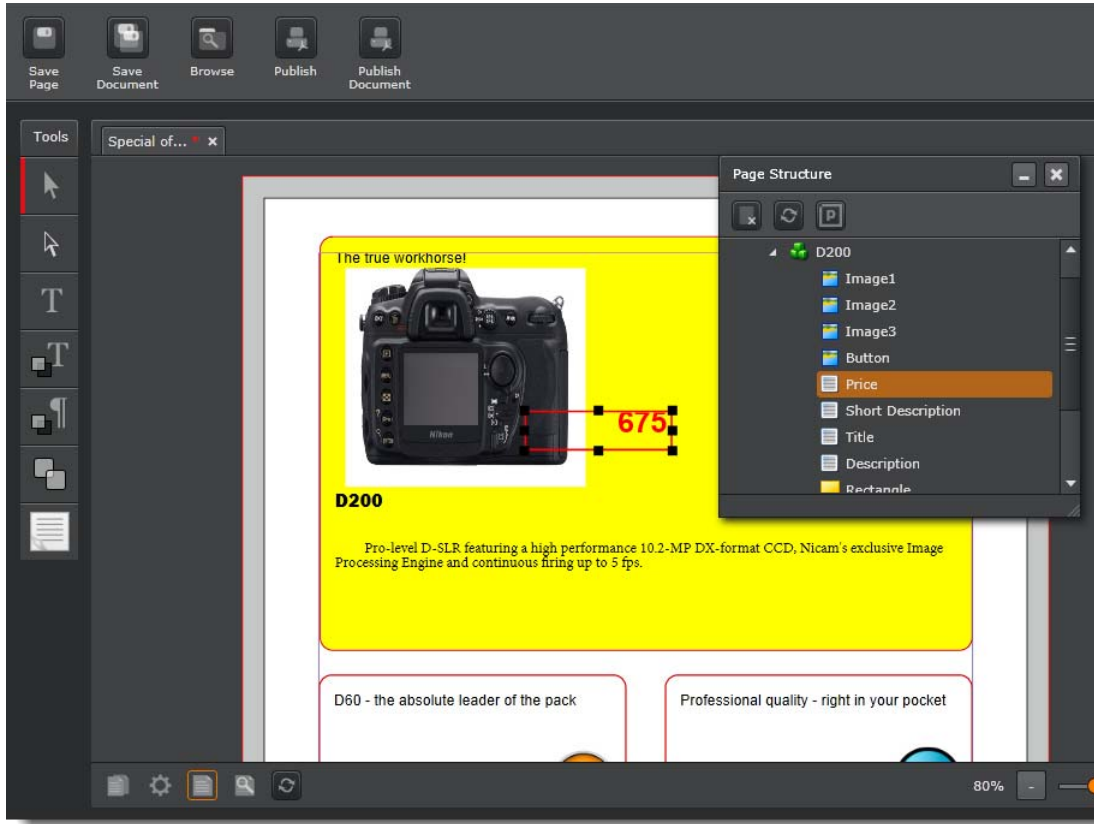 Save
Page
Save
Document
Browse
Publish
Publish
Document
Tools
Special of... *
Page Structure
D200
Image1
Image2
Image3
Button
Price
Short Description
Title
Description
Rectangle
The true workhorse!
Nikon
675
D200
Pro-level D-SLR featuring a high performance 10.2-MP DX-format CCD, Nicam's exclusive Image
Processing Engine and continuous firing up to 5 fps.
D60 - the absolute leader of the pack
Professional quality - right in your pocket
80%